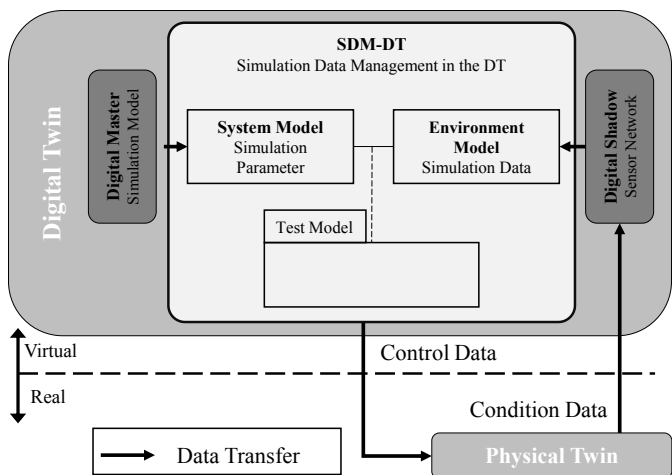 SDM-DT
Simulation Data Management in the DT
Digital Twin
Digital Master
Simulation Model
System Model
Simulation
Parameter
Environment
Model
Simulation Data
Digital Shadow
Sensor Network
Test Model
Virtual
Real
Control Data
Condition Data
Data Transfer
Physical Twin